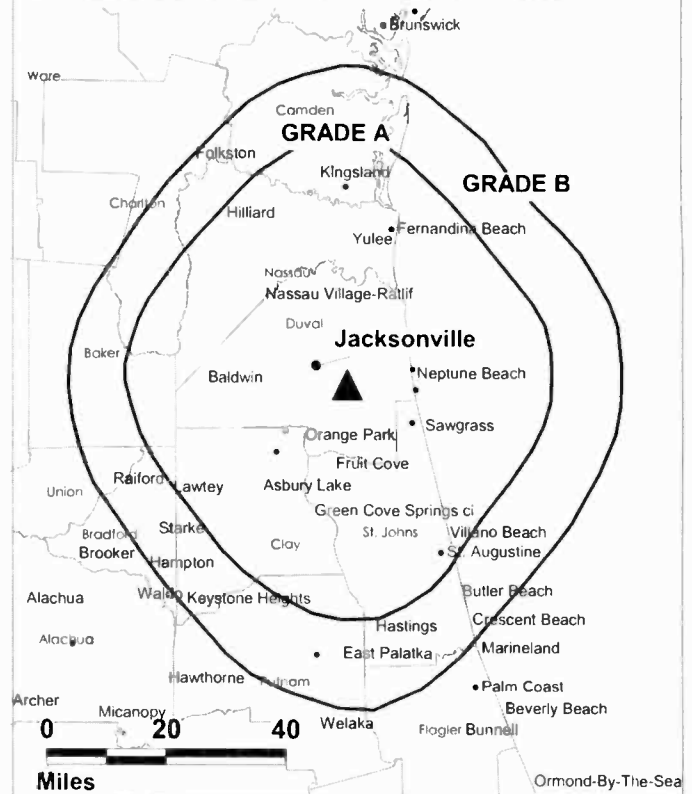 Brunswick
Ware
Camden
GRADE A
Folkston
Kingsland
GRADE B
Charlton
Hilliard
Fernandina Beach
Yulee
Nassau
Nassau Village-Ratlif
Duval
Jacksonville
Baker
Baldwin
Neptune Beach
Orange Park
Sawgrass
Fruit Cove
Raiford
Lawtey
Asbury Lake
Union
Green Cove Springs ci
Starke
St. Johns
Villano Beach
Bradford
Brooker
Clay
St. Augustine
Hampton
Waldo
Keystone Heights
Butler Beach
Alachua
Hastings
Crescent Beach
Alachua
East Palatka
Marineland
Hawthorne
Putnam
Palm Coast
Archer
Micanopy
Beverly Beach
Welaka
Flagler Bunnell
0 20 40
Miles
Ormond-By-The-Sea